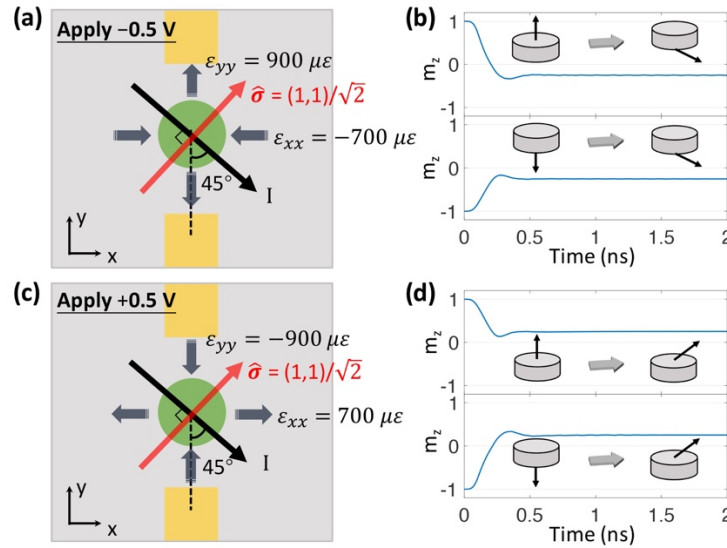 (a)
Apply −0.5 V
ε_yy = 900 με
σ̂ = (1,1)/√2
ε_xx = −700 με
45°
I
y
x
(b)
1
0
-1
m_z
1
0
-1
m_z
0 0.5 1 1.5 2
Time (ns)
(c)
Apply +0.5 V
ε_yy = −900 με
σ̂ = (1,1)/√2
ε_xx = 700 με
45°
I
y
x
(d)
1
0
-1
m_z
1
0
-1
m_z
0 0.5 1 1.5 2
Time (ns)